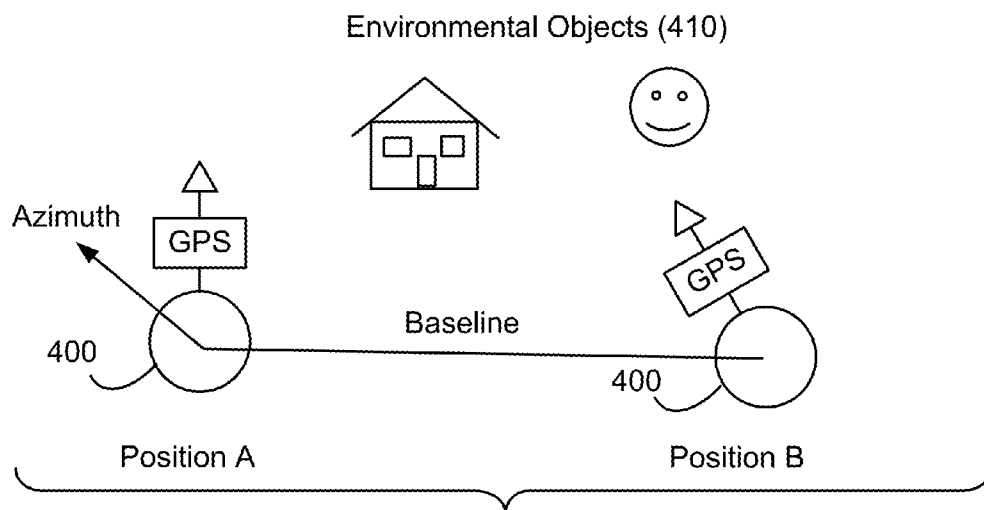 Environmental Objects (410)
Azimuth
GPS
GPS
Baseline
400
400
Position A
Position B